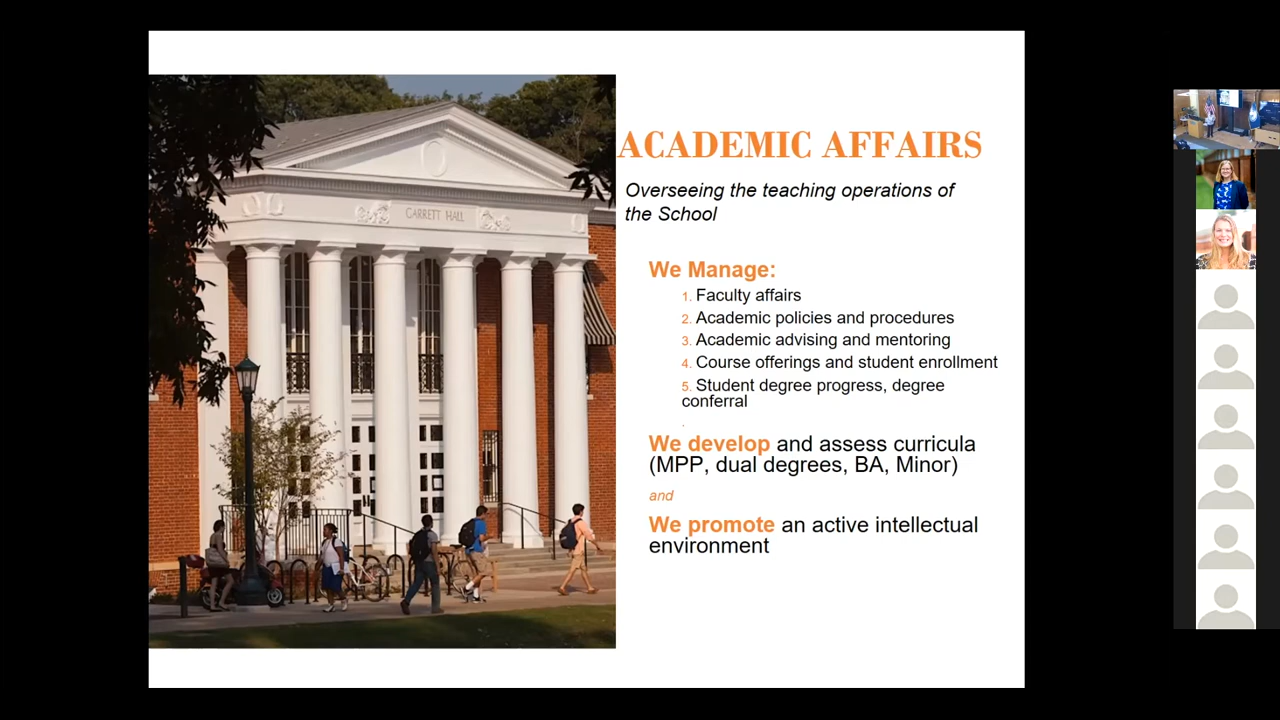 GARRETT HALL
ACADEMIC AFFAIRS
Overseeing the teaching operations of
the School
We Manage:
1. Faculty affairs
2. Academic policies and procedures
3. Academic advising and mentoring
4. Course offerings and student enrollment
5. Student degree progress, degree
conferral
.
We develop and assess curricula
(MPP, dual degrees, BA, Minor)
and
We promote an active intellectual
environment